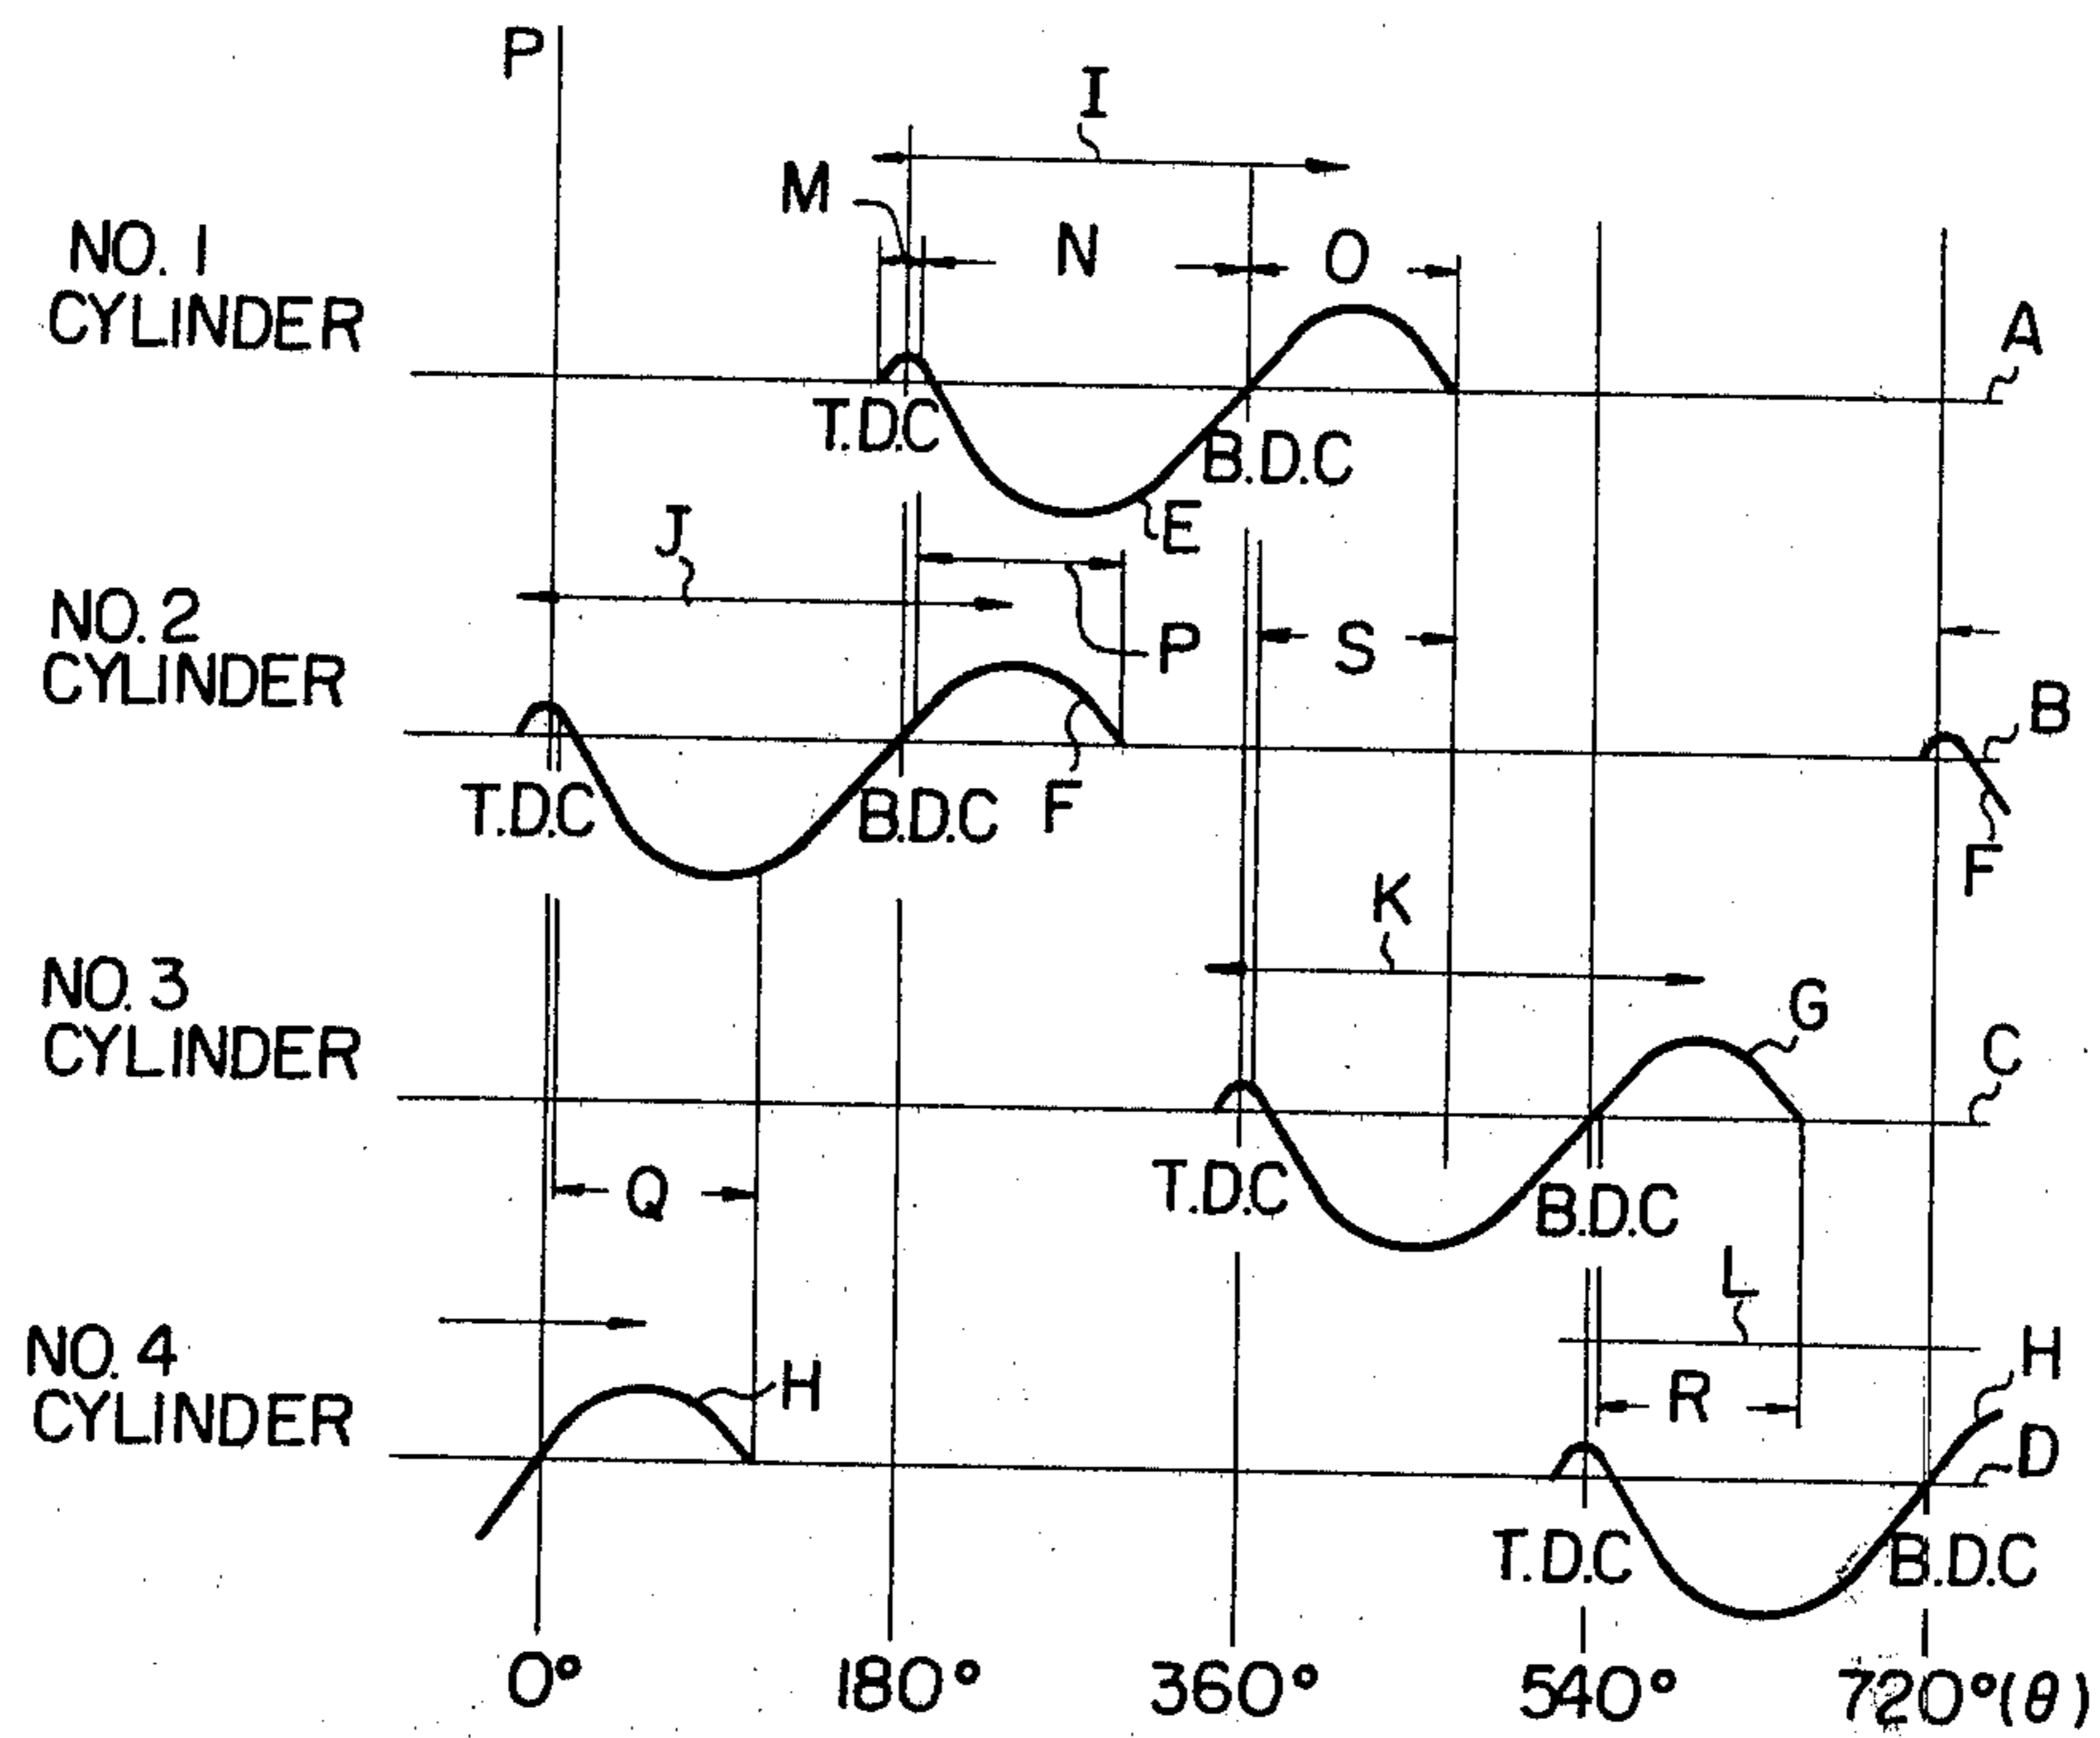 P
I
M
N
O
NO. 1
CYLINDER
A
T.D.C
B.D.C
E
J
P
S
NO. 2
CYLINDER
B
T.D.C
B.D.C
F
F
K
NO. 3
CYLINDER
G
C
Q
T.D.C
B.D.C
L
NO. 4
CYLINDER
H
R
H
D
T.D.C
B.D.C
0° 180° 360° 540° 720°(θ)